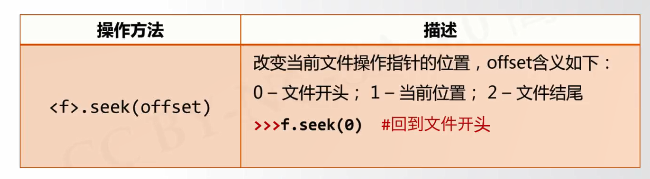 操作方法 描述
<f>.seek(offset)
改变当前文件操作指针的位置，offset含义如下：
0 – 文件开头； 1 – 当前位置； 2 – 文件结尾
>>>f.seek(0) #回到文件开头